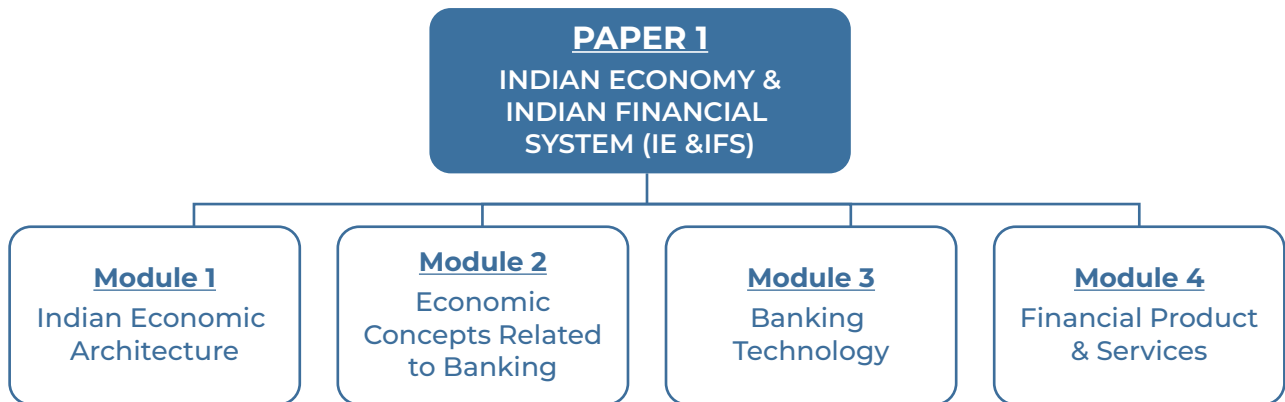 PAPER 1
INDIAN ECONOMY &
INDIAN FINANCIAL
SYSTEM (IE &IFS)
Module 1
Indian Economic
Architecture
Module 2
Economic
Concepts Related
to Banking
Module 3
Banking
Technology
Module 4
Financial Product
& Services